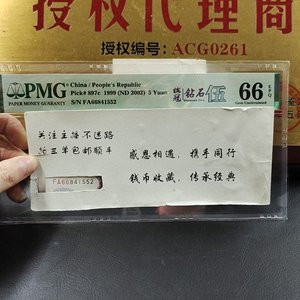 授权代理商
授权编号：ACG0261
PMG
PAPER MONEY GUARANTY
China / People's Republic
Pick# 897c 1999 (ND 2002) 5 Yuan
S/N FA66841552
钻石
伍
66 EPQ
Gem Uncirculated
关注主播不迷路
三单包邮顺丰
感恩相遇，携手同行
钱币收藏，传承经典
FA66841552